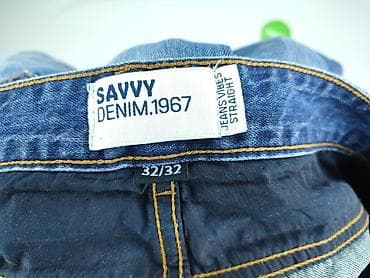 SAVVY
DENIM.1967
JEANS VIBES
STRAIGHT
32/32